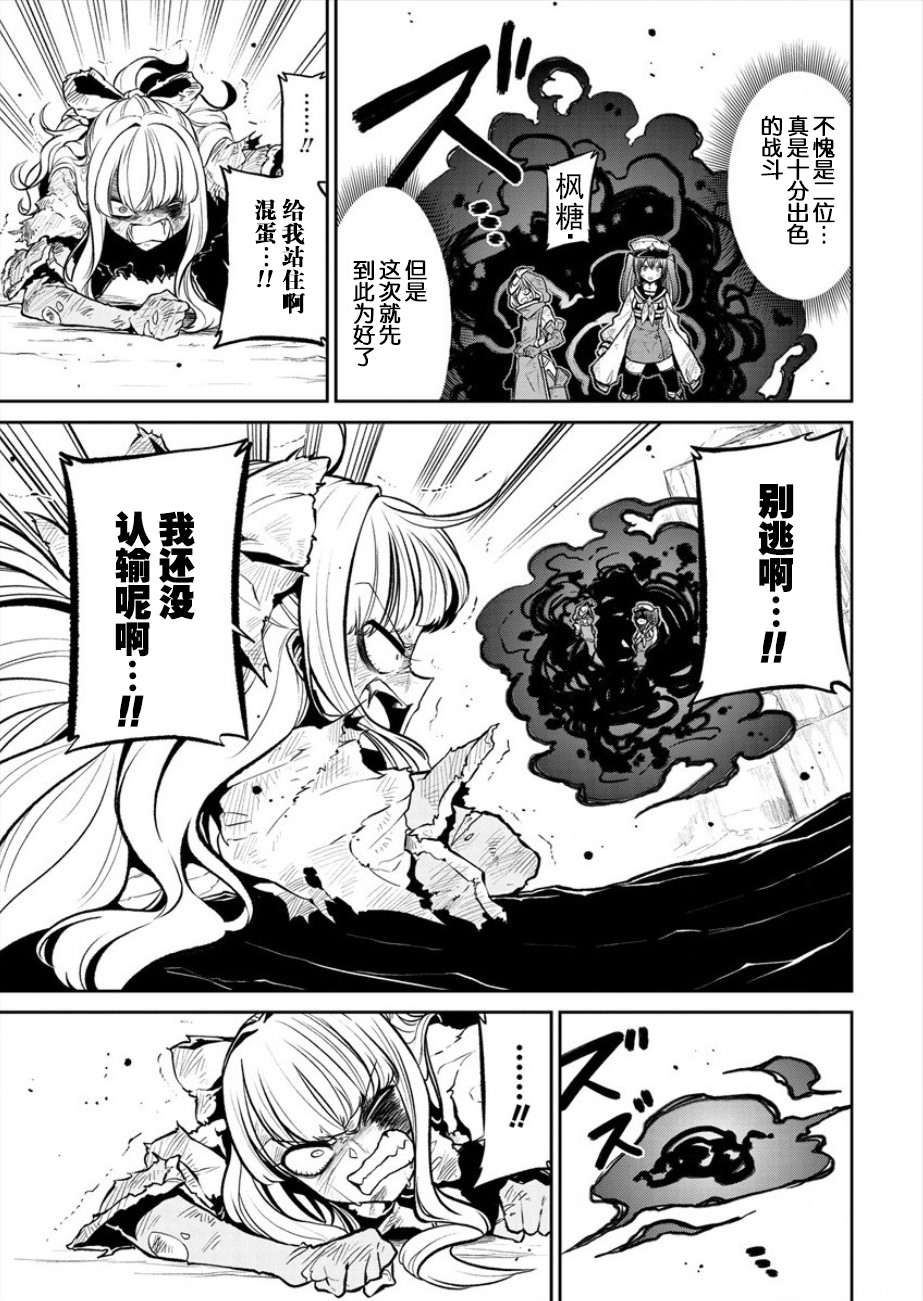 不愧是二位…
真是十分出色
的战斗
枫糖.
但是
这次就先
到此为好了
ズ
……!!
给我站住啊
混蛋…!!
别逃啊…!!
我还没
认输呢啊…!!
ズズ
……!!